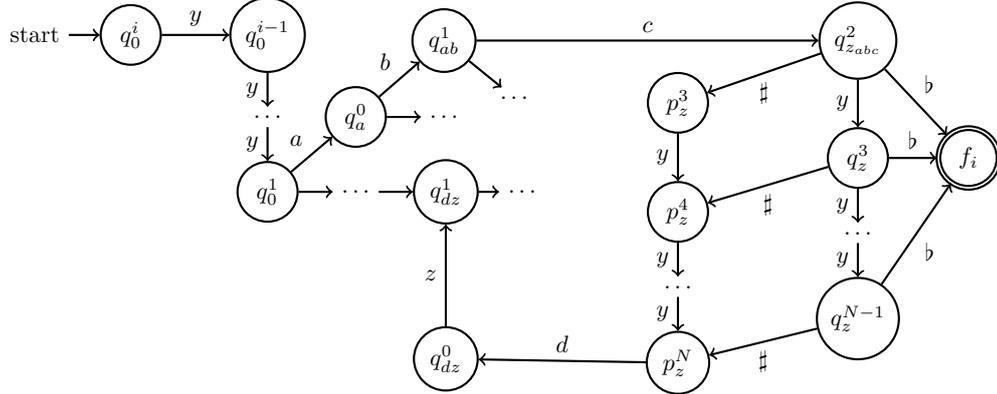 start $q_0^i$ y $q_0^{i-1}$
y
...
y
$q_0^1$ a $q_a^0$ ...
b $q_{ab}^1$ ...
c $q_{z_{abc}}^2$
♯ ♭
$p_z^3$ y $q_z^3$ ♭ $f_i$
y ♯ y
$p_z^4$ ...
y y ♭
... $q_z^{N-1}$
y ♯
$p_z^N$
d
$q_{dz}^0$
z
... $q_{dz}^1$ ...